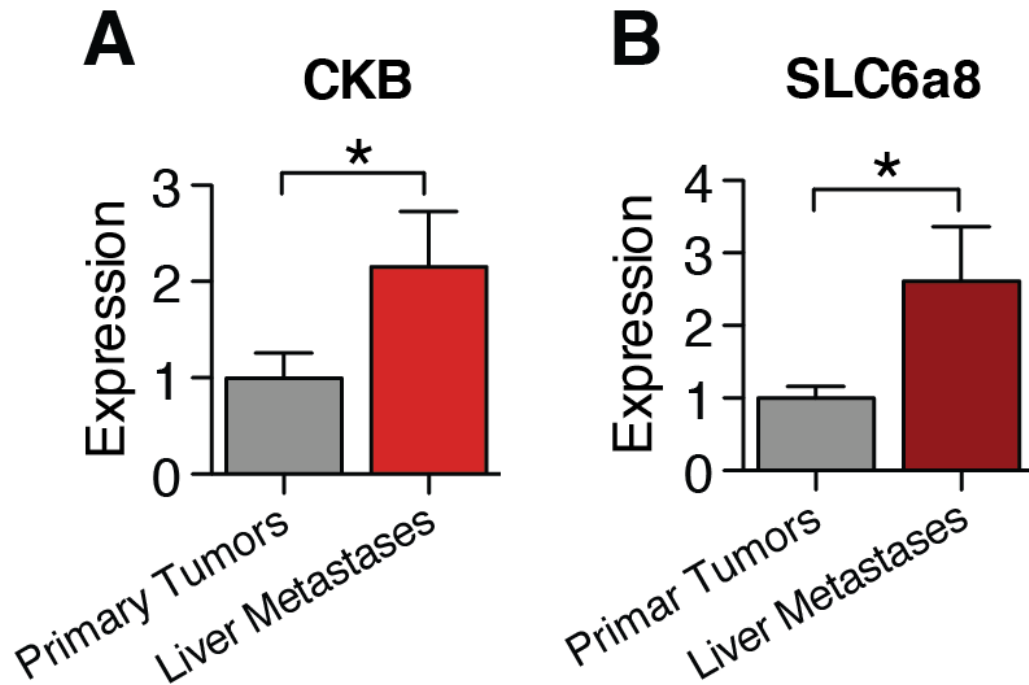 A
CKB
*
Expression
3
2
1
0
Primary Tumors
Liver Metastases
B
SLC6a8
*
Expression
4
3
2
1
0
Primar Tumors
Liver Metastases